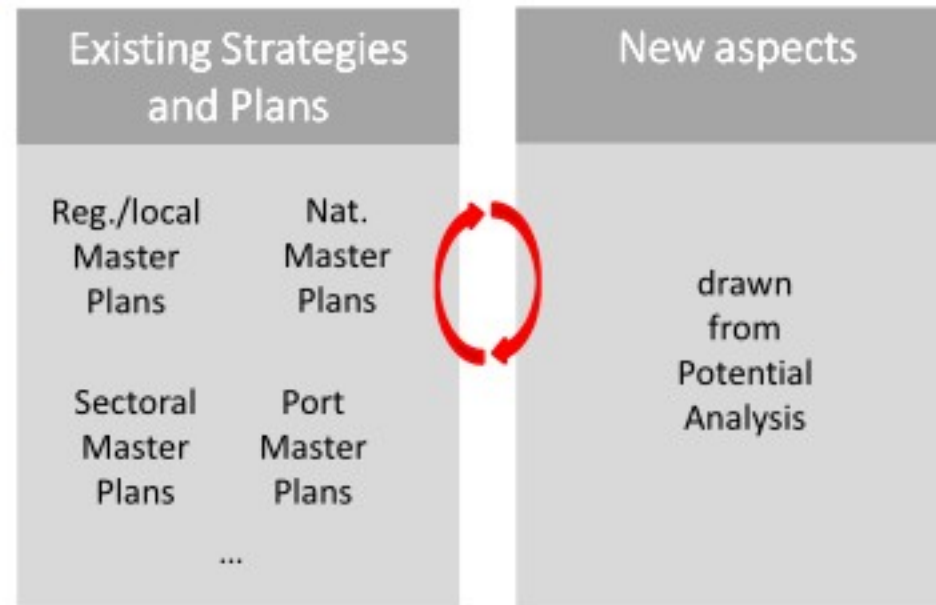 Existing Strategies
and Plans
Reg./local
Master
Plans
Nat.
Master
Plans
Sectoral
Master
Plans
Port
Master
Plans
...
New aspects
drawn
from
Potential
Analysis